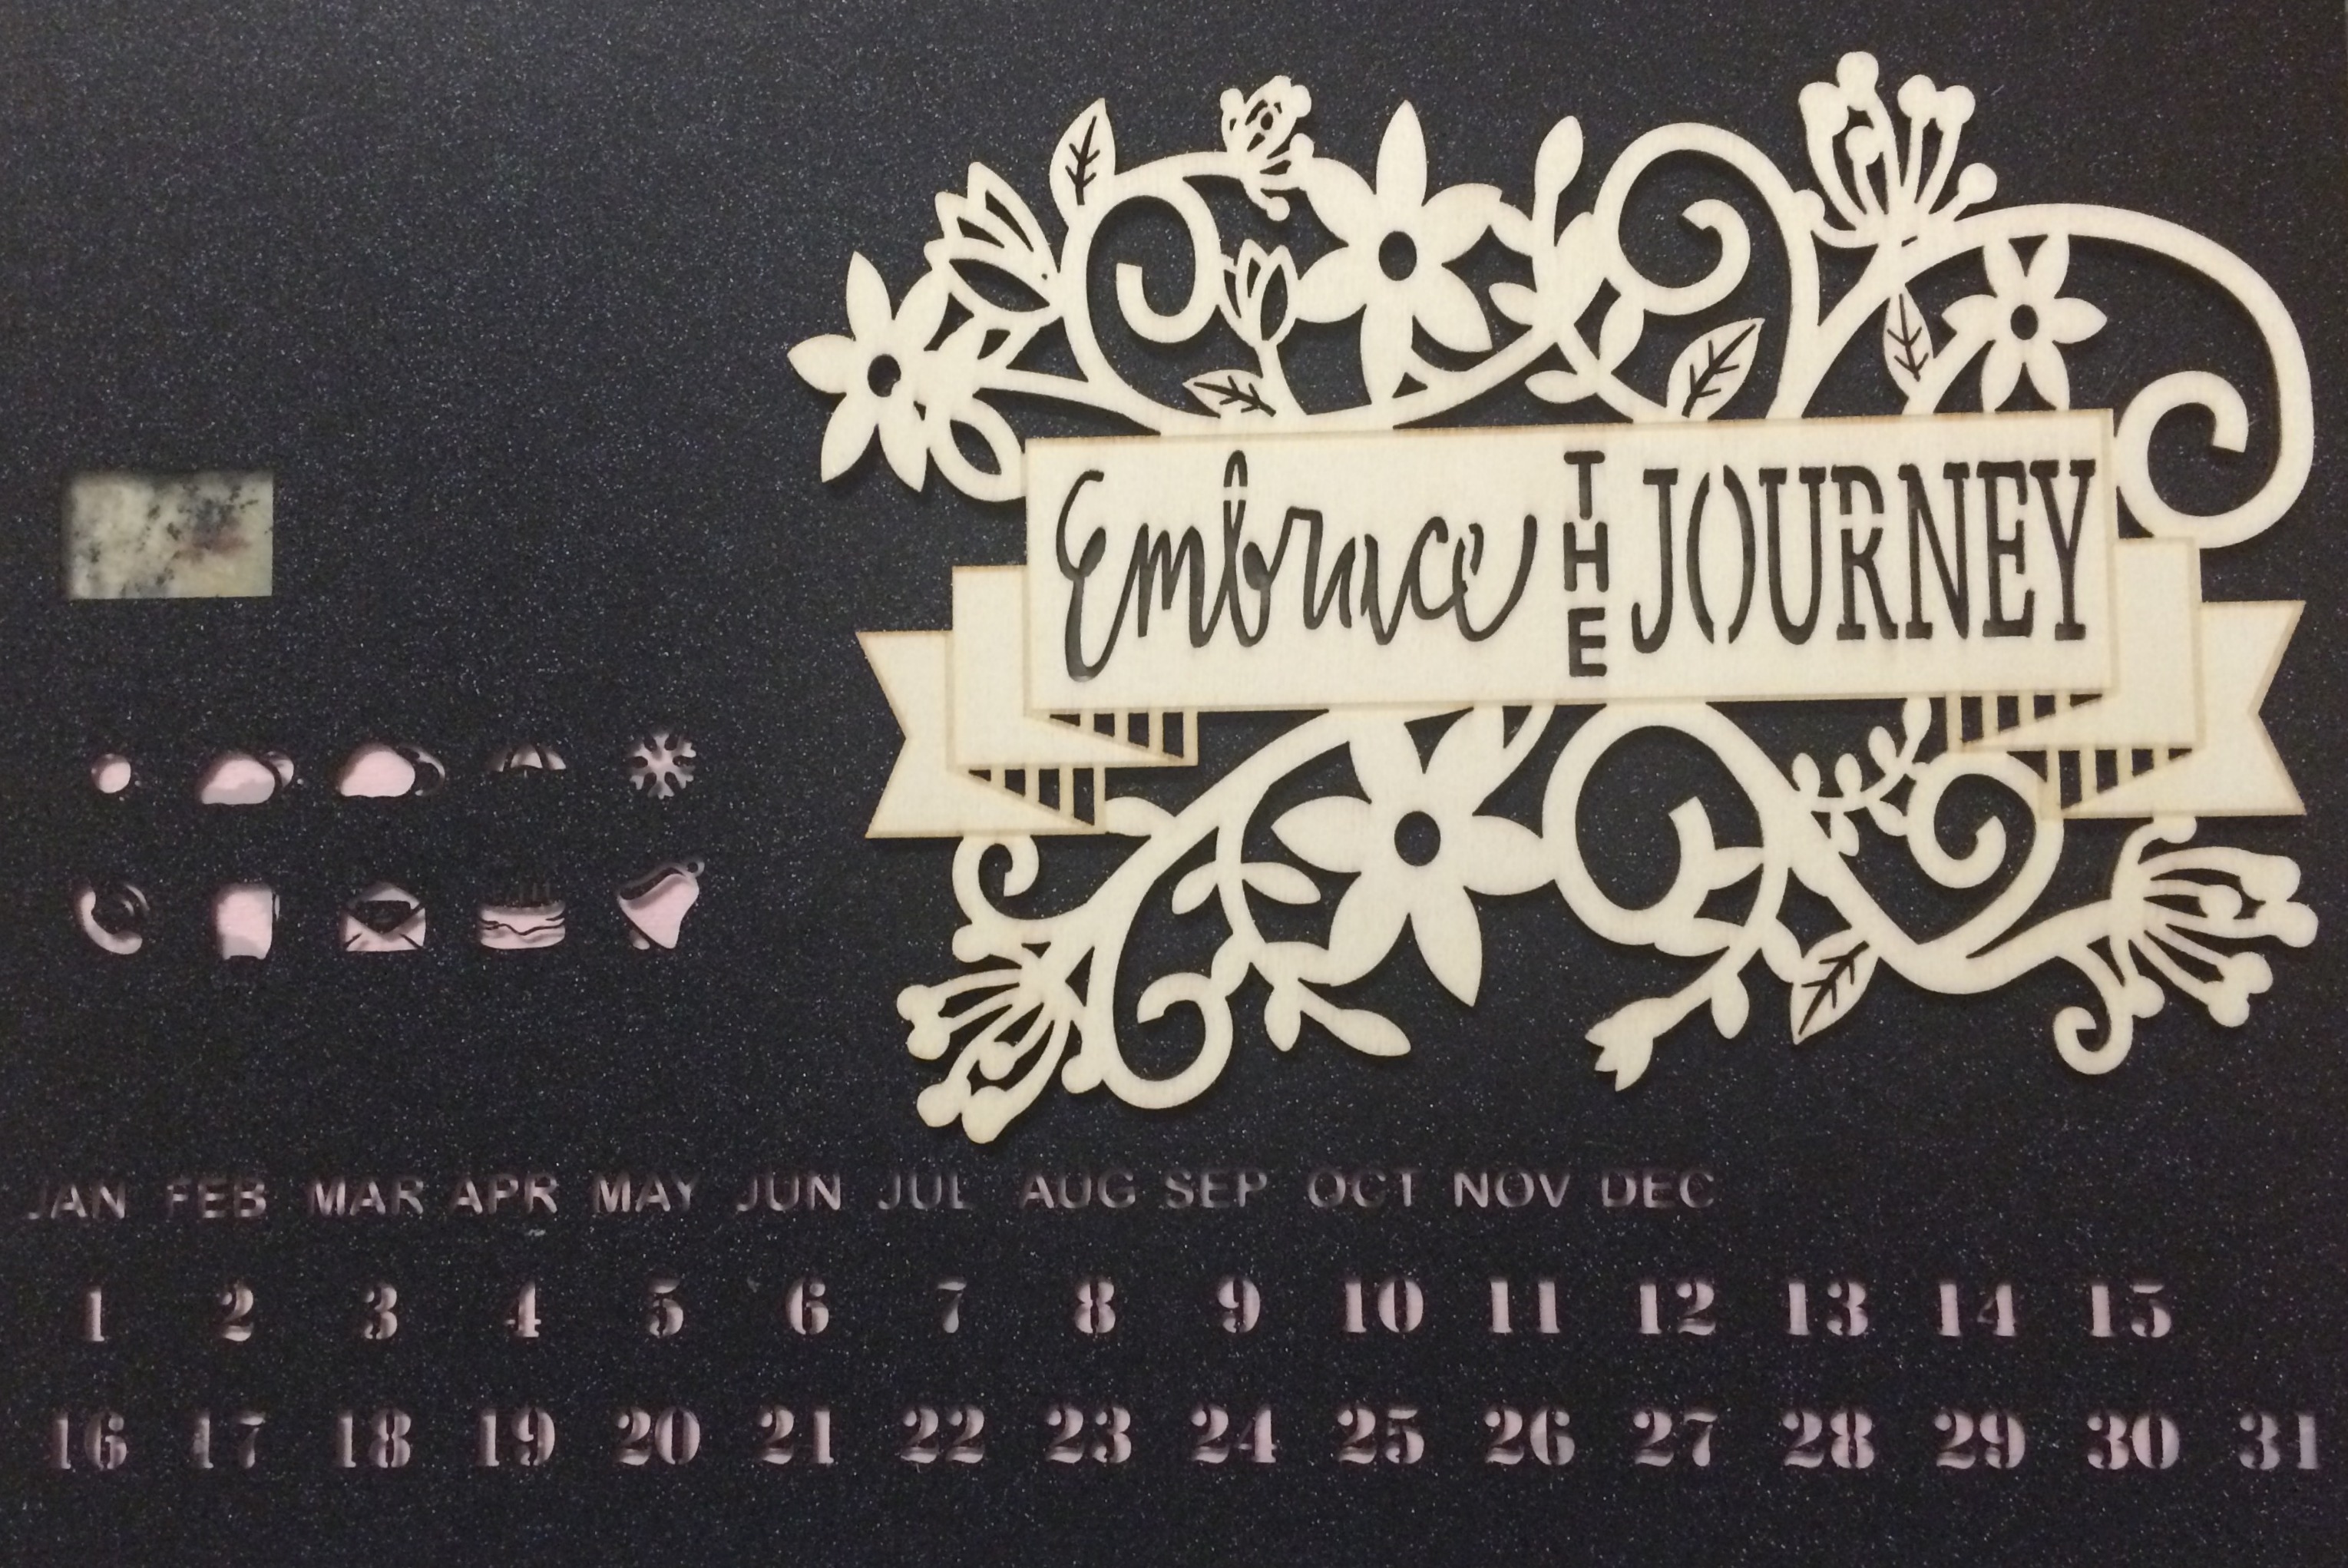 Embrace THE JOURNEY
JAN FEB MAR APR MAY JUN JUL AUG SEP OCT NOV DEC
1 2 3 4 5 6 7 8 9 10 11 12 13 14 15
16 17 18 19 20 21 22 23 24 25 26 27 28 29 30 31